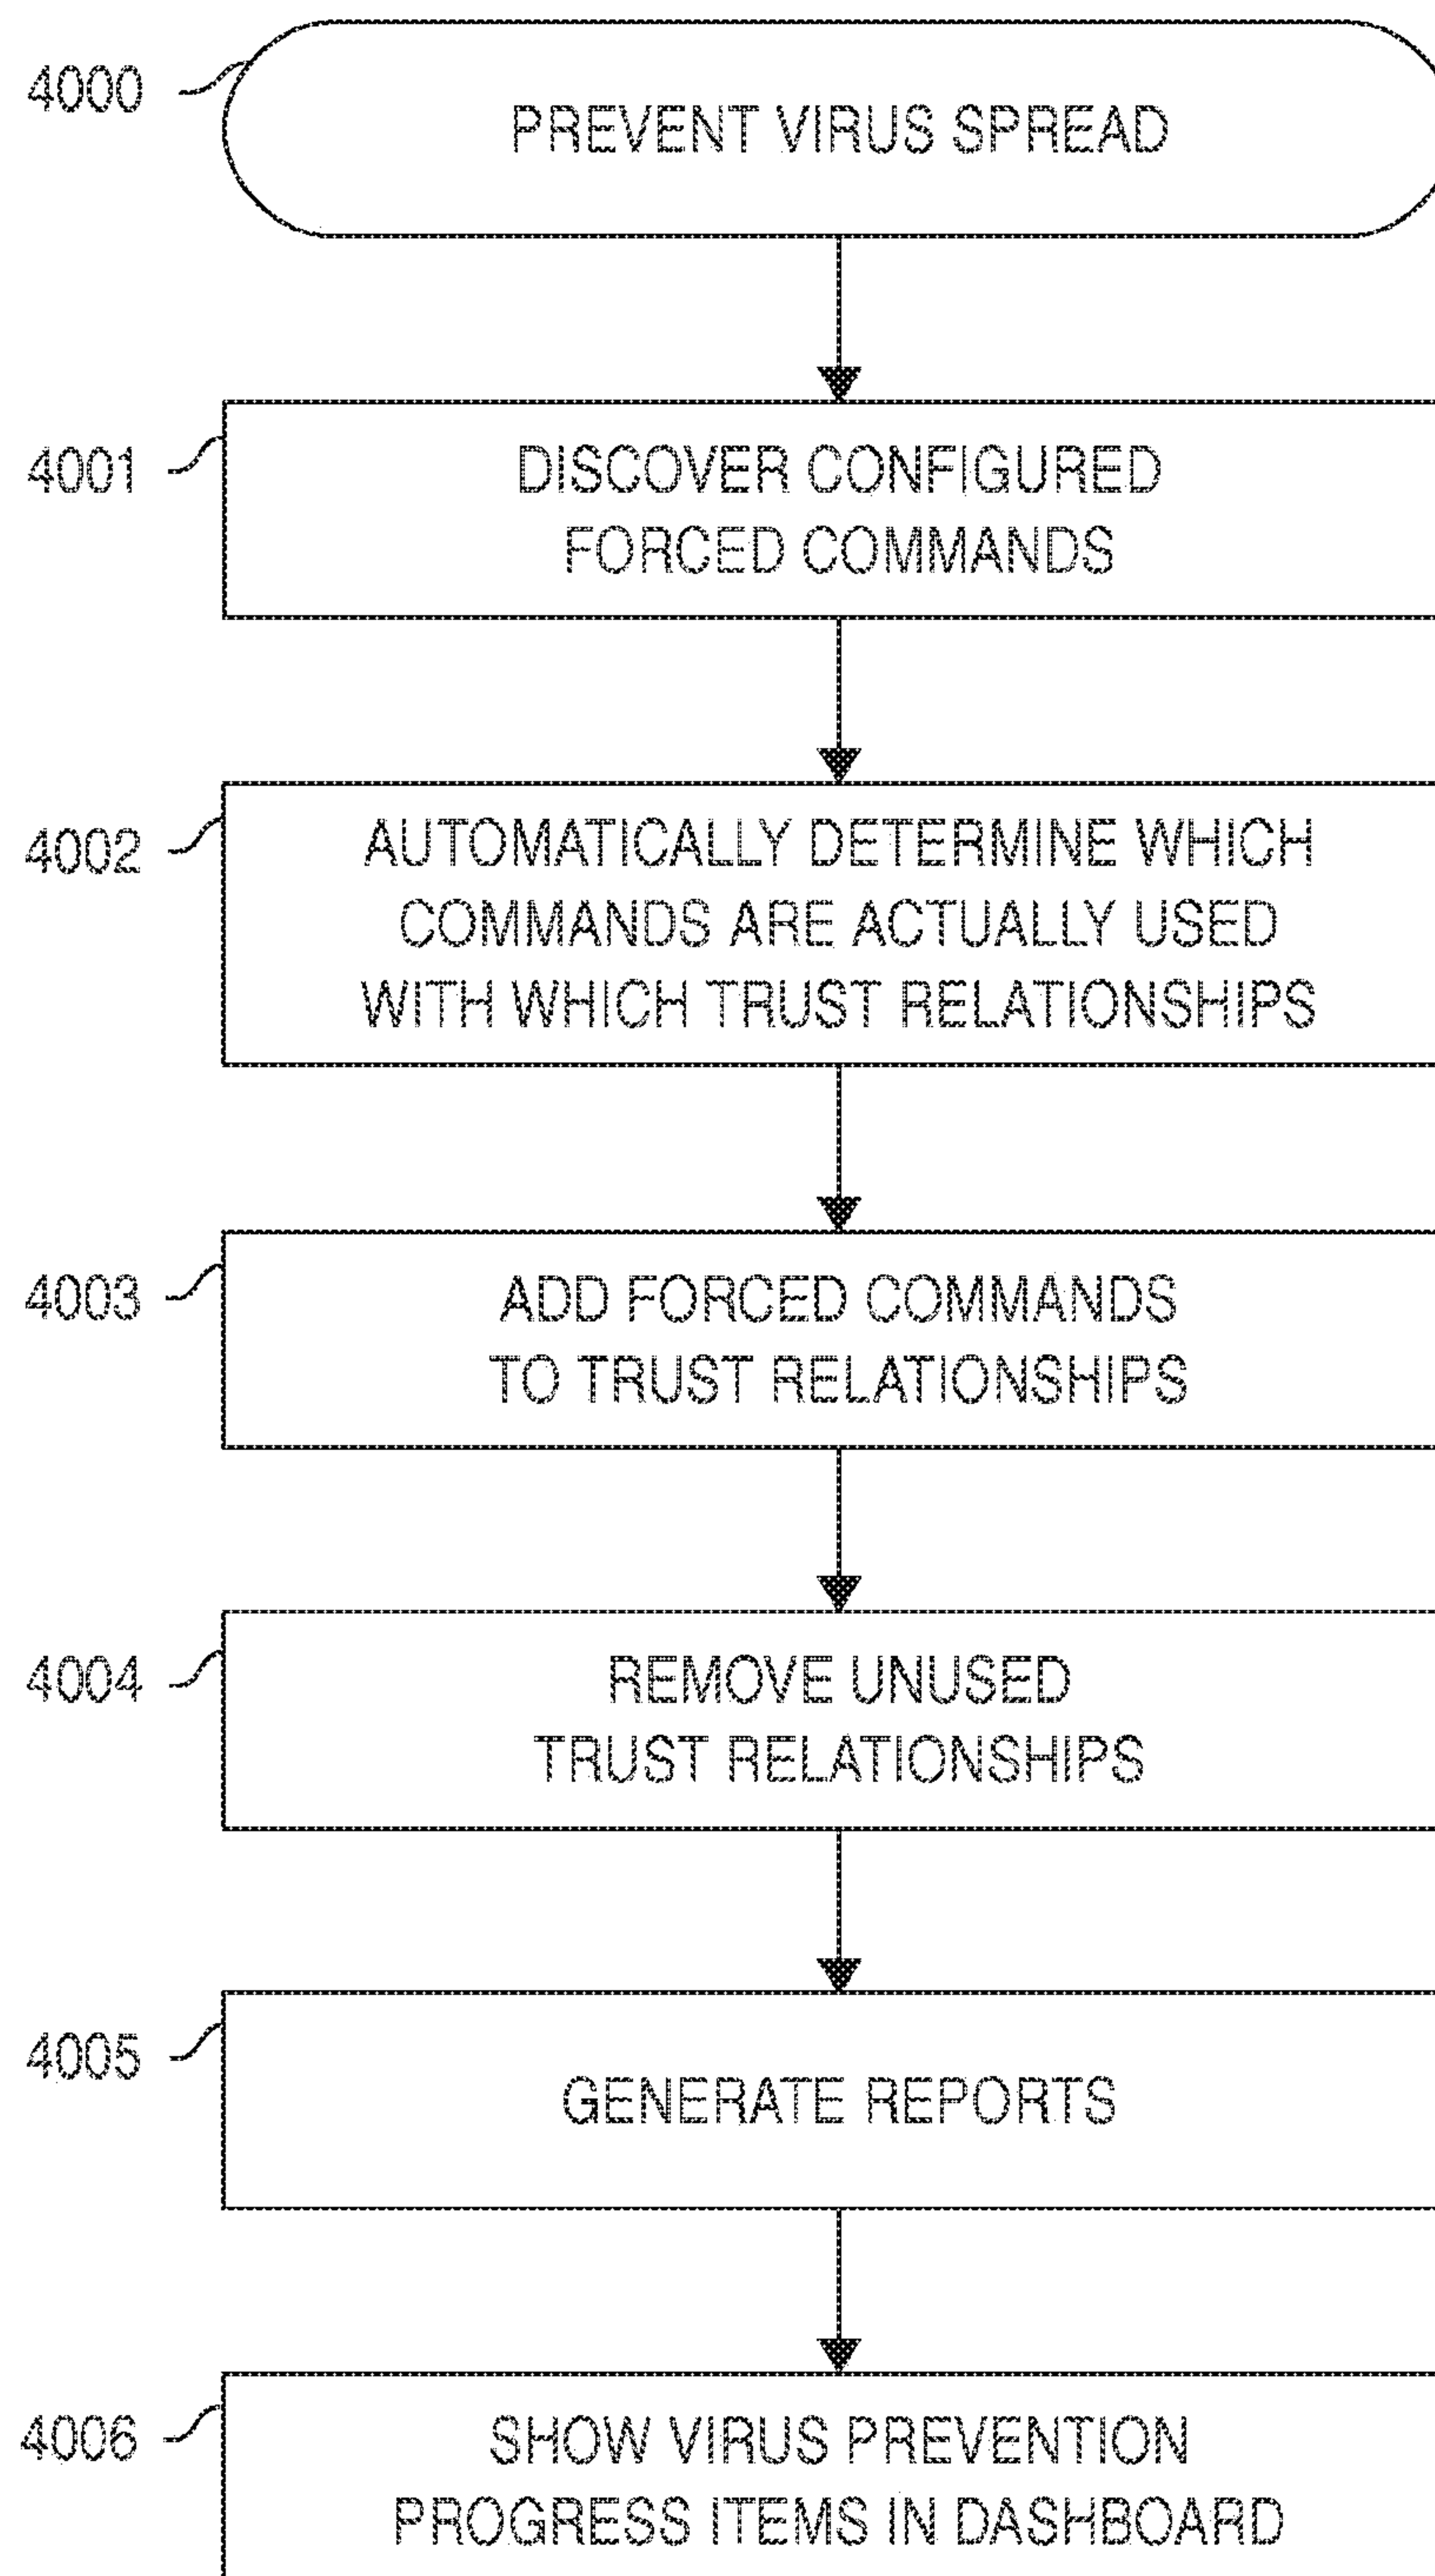 4000
PREVENT VIRUS SPREAD
4001
DISCOVER CONFIGURED
FORCED COMMANDS
4002
AUTOMATICALLY DETERMINE WHICH
COMMANDS ARE ACTUALLY USED
WITH WHICH TRUST RELATIONSHIPS
4003
ADD FORCED COMMANDS
TO TRUST RELATIONSHIPS
4004
REMOVE UNUSED
TRUST RELATIONSHIPS
4005
GENERATE REPORTS
4006
SHOW VIRUS PREVENTION
PROGRESS ITEMS IN DASHBOARD